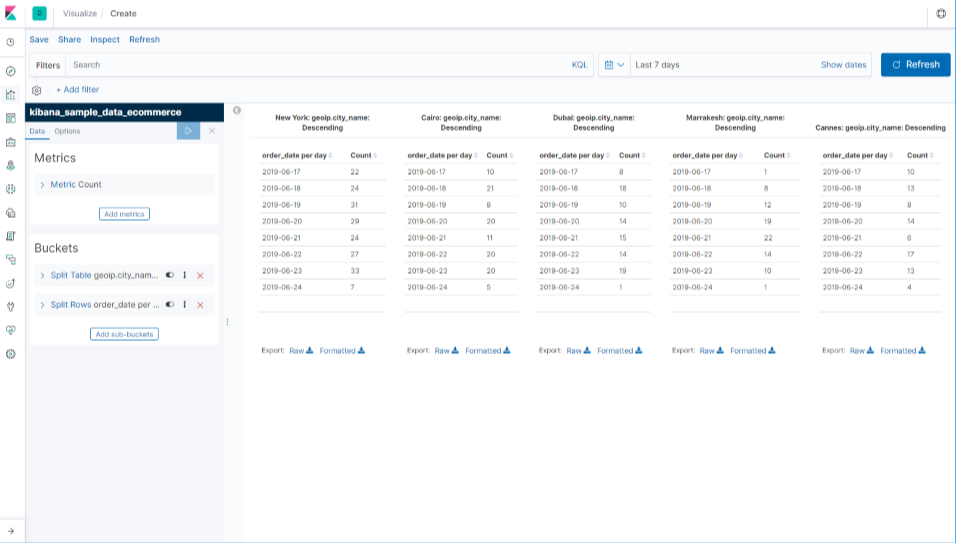 D Visualize / Create
Save Share Inspect Refresh
Filters Search KQL Last 7 days Show dates Refresh
+ Add filter
kibana_sample_data_ecommerce
Data Options
Metrics
Metric Count
Add metrics
Buckets
Split Table geoip.city_nam...
Split Rows order_date per ...
Add sub-buckets
New York: geoip.city_name:
Descending
order_date per day Count
2019-06-17 22
2019-06-18 24
2019-06-19 31
2019-06-20 29
2019-06-21 24
2019-06-22 27
2019-06-23 33
2019-06-24 7
Export: Raw Formatted
Cairo: geoip.city_name:
Descending
order_date per day Count
2019-06-17 10
2019-06-18 21
2019-06-19 8
2019-06-20 20
2019-06-21 11
2019-06-22 20
2019-06-23 20
2019-06-24 5
Export: Raw Formatted
Dubai: geoip.city_name:
Descending
order_date per day Count
2019-06-17 8
2019-06-18 18
2019-06-19 10
2019-06-20 14
2019-06-21 15
2019-06-22 14
2019-06-23 19
2019-06-24 1
Export: Raw Formatted
Marrakesh: geoip.city_name:
Descending
order_date per day Count
2019-06-17 1
2019-06-18 8
2019-06-19 12
2019-06-20 19
2019-06-21 22
2019-06-22 14
2019-06-23 10
2019-06-24 1
Export: Raw Formatted
Cannes: geoip.city_name: Descending
order_date per day Count
2019-06-17 10
2019-06-18 13
2019-06-19 8
2019-06-20 14
2019-06-21 6
2019-06-22 17
2019-06-23 13
2019-06-24 4
Export: Raw Formatted